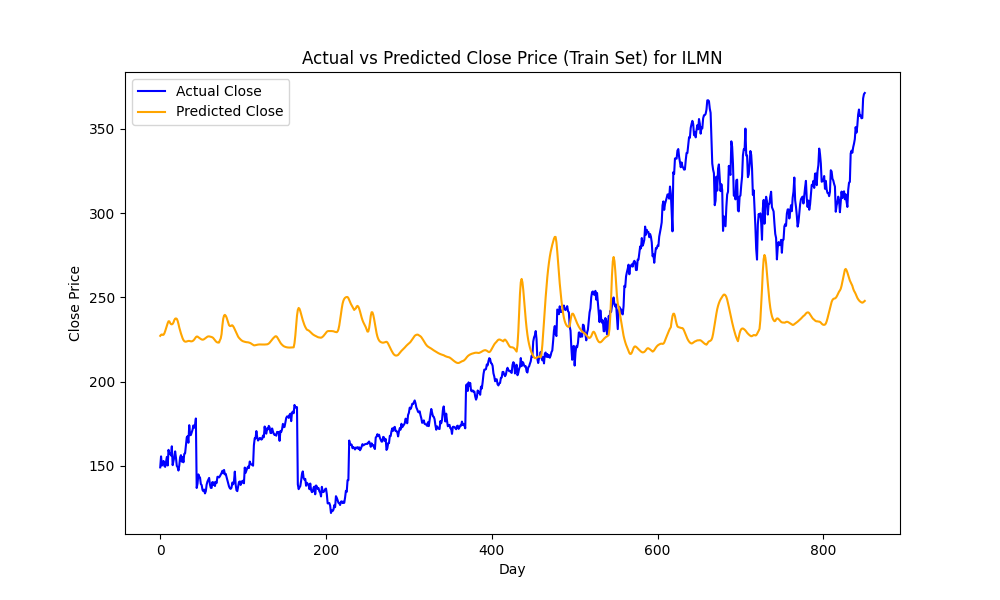 Actual vs Predicted Close Price (Train Set) for ILMN
Actual Close
Predicted Close
Close Price
350
300
250
200
150
0 200 400 600 800
Day